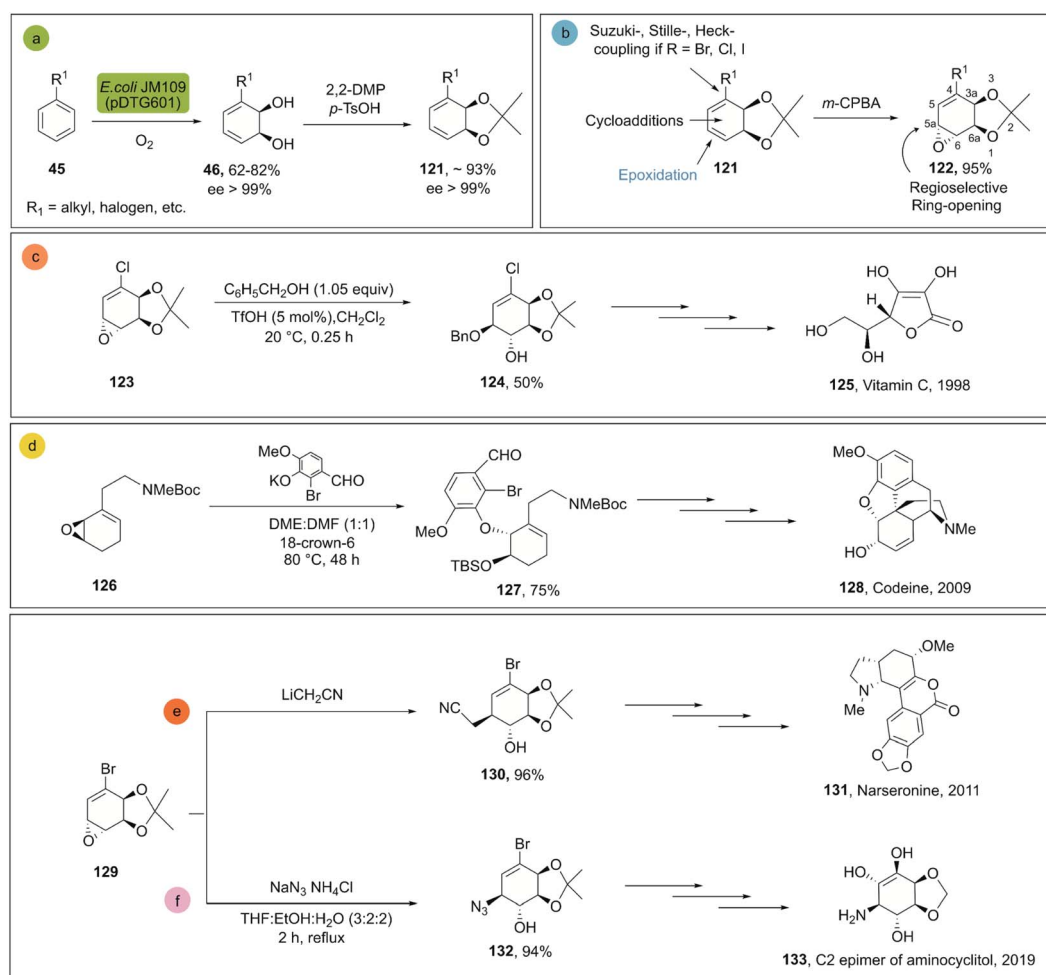 a
R¹
E.coli JM109
(pDTG601)
O₂
45
R₁ = alkyl, halogen, etc.
R¹
OH
OH
46, 62-82%
ee > 99%
2,2-DMP
p-TsOH
R¹
O
O
121, ~ 93%
ee > 99%
b
Suzuki-, Stille-, Heck-
coupling if R = Br, Cl, I
R¹
O
O
Cycloadditions
Epoxidation
121
m-CPBA
R¹
4
3
5
3a
O
2
5a
6a
O
O
6
1
122, 95%
Regioselective
Ring-opening
c
Cl
O
O
O
123
C₆H₅CH₂OH (1.05 equiv)
TfOH (5 mol%),CH₂Cl₂
20 °C, 0.25 h
Cl
O
O
BnO
OH
124, 50%
HO
OH
H
HO
O
O
OH
125, Vitamin C, 1998
d
NMeBoc
O
126
MeO
KO
CHO
Br
DME:DMF (1:1)
18-crown-6
80 °C, 48 h
CHO
Br
MeO
O
NMeBoc
TBSO
127, 75%
MeO
O
NMe
HO
128, Codeine, 2009
Br
O
O
O
129
e
LiCH₂CN
Br
O
O
NC
OH
130, 96%
OMe
N
O
Me
O
O
O
131, Narseronine, 2011
f
NaN₃ NH₄Cl
THF:EtOH:H₂O (3:2:2)
2 h, reflux
Br
O
O
N₃
OH
132, 94%
OH
HO
O
O
H₂N
OH
133, C2 epimer of aminocyclitol, 2019